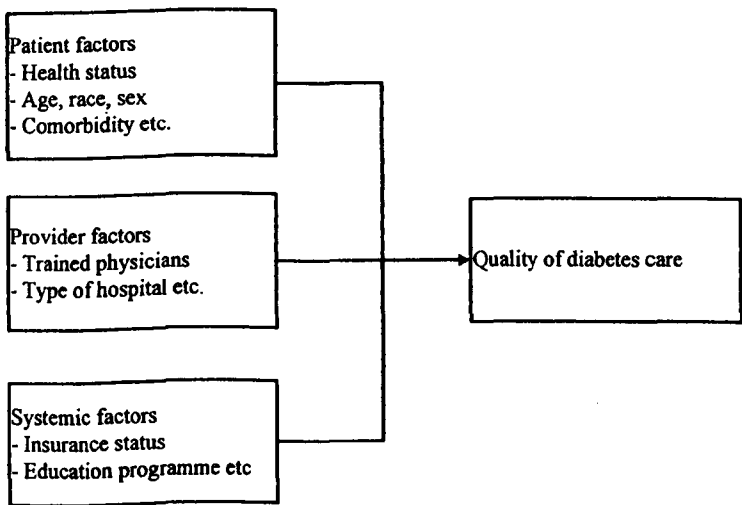 Patient factors
- Health status
- Age, race, sex
- Comorbidity etc.
Provider factors
- Trained physicians
- Type of hospital etc.
Quality of diabetes care
Systemic factors
- Insurance status
- Education programme etc